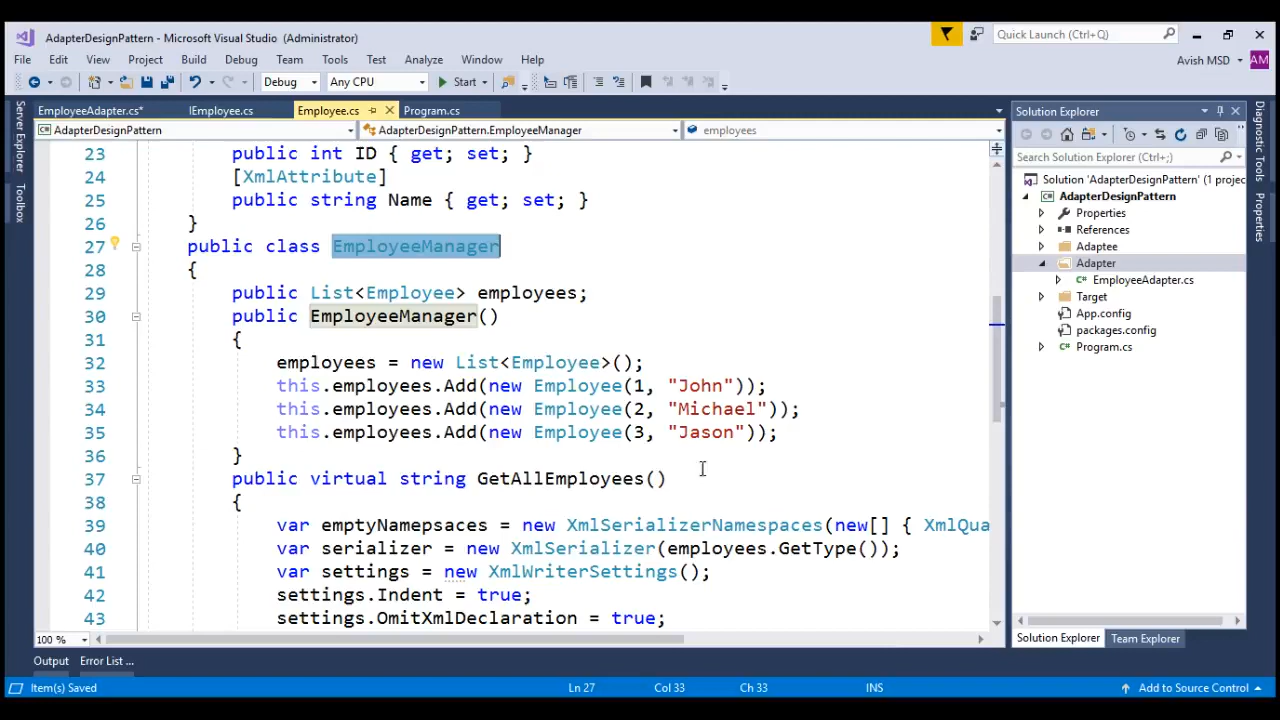 AdapterDesignPattern - Microsoft Visual Studio (Administrator)
Quick Launch (Ctrl+Q)
File Edit View Project Build Debug Team Tools Test Analyze Window Help
Avish MSD AM
Debug Any CPU Start
EmployeeAdapter.cs* IEmployee.cs Employee.cs Program.cs
AdapterDesignPattern AdapterDesignPattern.EmployeeManager employees
Server Explorer
Toolbox
23 public int ID { get; set; }
24 [XmlAttribute]
25 public string Name { get; set; }
26 }
27 public class EmployeeManager
28 {
29 public List<Employee> employees;
30 public EmployeeManager()
31 {
32 employees = new List<Employee>();
33 this.employees.Add(new Employee(1, "John"));
34 this.employees.Add(new Employee(2, "Michael"));
35 this.employees.Add(new Employee(3, "Jason"));
36 }
37 public virtual string GetAllEmployees()
38 {
39 var emptyNamepsaces = new XmlSerializerNamespaces(new[] { XmlQua
40 var serializer = new XmlSerializer(employees.GetType());
41 var settings = new XmlWriterSettings();
42 settings.Indent = true;
43 settings.OmitXmlDeclaration = true;
100 %
Solution Explorer
Search Solution Explorer (Ctrl+;)
Solution 'AdapterDesignPattern' (1 projec
AdapterDesignPattern
Properties
References
Adaptee
Adapter
EmployeeAdapter.cs
Target
App.config
packages.config
Program.cs
Solution Explorer Team Explorer
Diagnostic Tools
Properties
Output Error List ...
Item(s) Saved Ln 27 Col 33 Ch 33 INS Add to Source Control